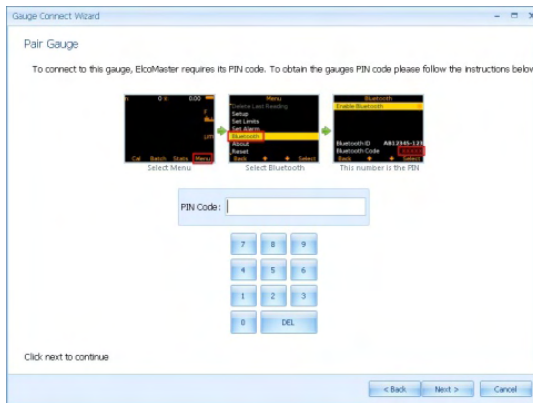 Gauge Connect Wizard
Pair Gauge
To connect to this gauge, ElcoMaster requires its PIN code. To obtain the gauges PIN code please follow the instructions below
0.00
Cal Batch Stats Menu
Select Menu
Menu
Delete Last Reading
Setup
Set Limits
Set Alarm
Bluetooth
About
Reset
Back Select
Select Bluetooth
Bluetooth
Enable Bluetooth
Bluetooth ID AB12345-123
Bluetooth Code
Back Select
This number is the PIN
PIN Code:
7 8 9
4 5 6
1 2 3
0 DEL
Click next to continue
< Back Next > Cancel